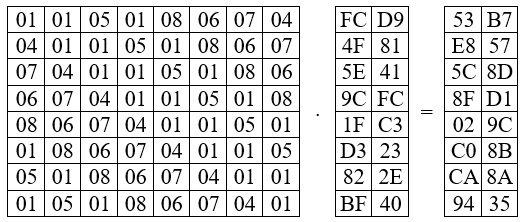 01 01 05 01 08 06 07 04 FC D9 53 B7
04 01 01 05 01 08 06 07 4F 81 E8 57
07 04 01 01 05 01 08 06 5E 41 5C 8D
06 07 04 01 01 05 01 08 9C FC 8F D1
08 06 07 04 01 01 05 01 . 1F C3 = 02 9C
01 08 06 07 04 01 01 05 D3 23 C0 8B
05 01 08 06 07 04 01 01 82 2E CA 8A
01 05 01 08 06 07 04 01 BF 40 94 35